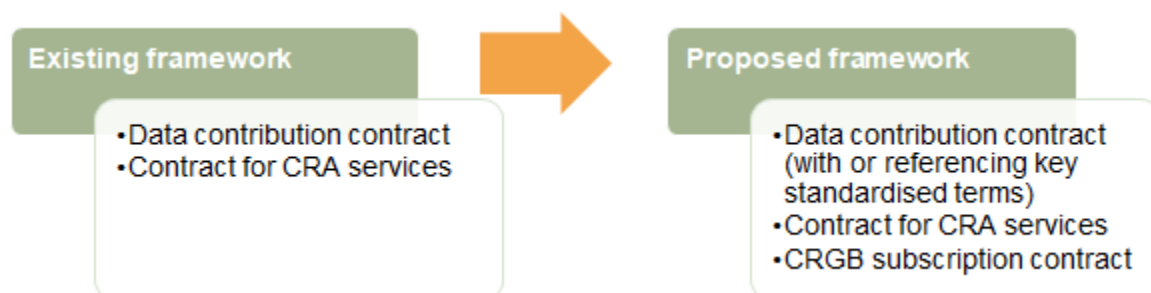 Existing framework
•Data contribution contract
•Contract for CRA services
Proposed framework
•Data contribution contract
(with or referencing key
standardised terms)
•Contract for CRA services
•CRGB subscription contract